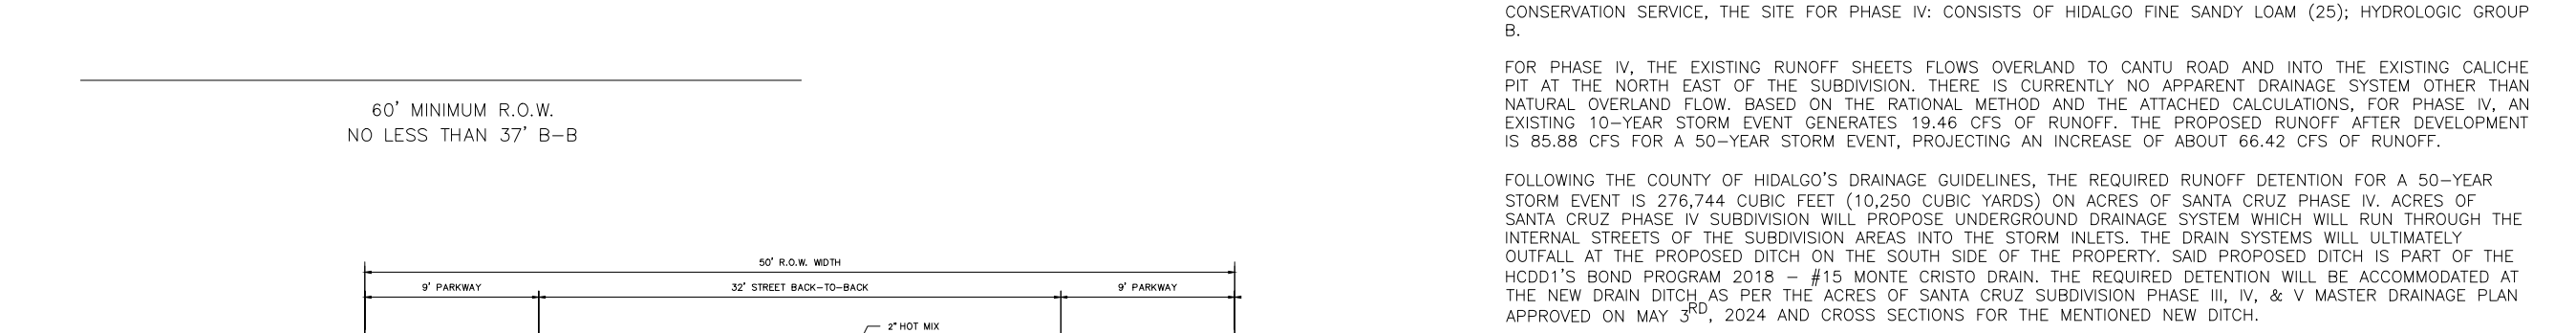 60' MINIMUM R.O.W.
NO LESS THAN 37' B-B
50' R.O.W. WIDTH
9' PARKWAY
32' STREET BACK-TO-BACK
9' PARKWAY
2" HOT MIX
CONSERVATION SERVICE, THE SITE FOR PHASE IV: CONSISTS OF HIDALGO FINE SANDY LOAM (25); HYDROLOGIC GROUP
B.
FOR PHASE IV, THE EXISTING RUNOFF SHEETS FLOWS OVERLAND TO CANTU ROAD AND INTO THE EXISTING CALICHE
PIT AT THE NORTH EAST OF THE SUBDIVISION. THERE IS CURRENTLY NO APPARENT DRAINAGE SYSTEM OTHER THAN
NATURAL OVERLAND FLOW. BASED ON THE RATIONAL METHOD AND THE ATTACHED CALCULATIONS, FOR PHASE IV, AN
EXISTING 10-YEAR STORM EVENT GENERATES 19.46 CFS OF RUNOFF. THE PROPOSED RUNOFF AFTER DEVELOPMENT
IS 85.88 CFS FOR A 50-YEAR STORM EVENT, PROJECTING AN INCREASE OF ABOUT 66.42 CFS OF RUNOFF.
FOLLOWING THE COUNTY OF HIDALGO'S DRAINAGE GUIDELINES, THE REQUIRED RUNOFF DETENTION FOR A 50-YEAR
STORM EVENT IS 276,744 CUBIC FEET (10,250 CUBIC YARDS) ON ACRES OF SANTA CRUZ PHASE IV. ACRES OF
SANTA CRUZ PHASE IV SUBDIVISION WILL PROPOSE UNDERGROUND DRAINAGE SYSTEM WHICH WILL RUN THROUGH THE
INTERNAL STREETS OF THE SUBDIVISION AREAS INTO THE STORM INLETS. THE DRAIN SYSTEMS WILL ULTIMATELY
OUTFALL AT THE PROPOSED DITCH ON THE SOUTH SIDE OF THE PROPERTY. SAID PROPOSED DITCH IS PART OF THE
HCDD1'S BOND PROGRAM 2018 - #15 MONTE CRISTO DRAIN. THE REQUIRED DETENTION WILL BE ACCOMMODATED AT
THE NEW DRAIN DITCH AS PER THE ACRES OF SANTA CRUZ SUBDIVISION PHASE III, IV, & V MASTER DRAINAGE PLAN
APPROVED ON MAY 3RD, 2024 AND CROSS SECTIONS FOR THE MENTIONED NEW DITCH.